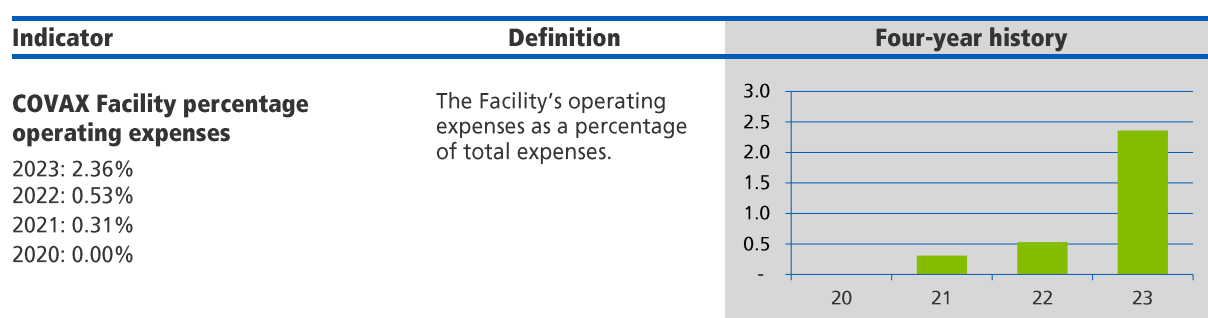 Indicator
Definition
Four-year history
COVAX Facility percentage
operating expenses
2023: 2.36%
2022: 0.53%
2021: 0.31%
2020: 0.00%
The Facility’s operating
expenses as a percentage
of total expenses.
3.0
2.5
2.0
1.5
1.0
0.5
-
20
21
22
23